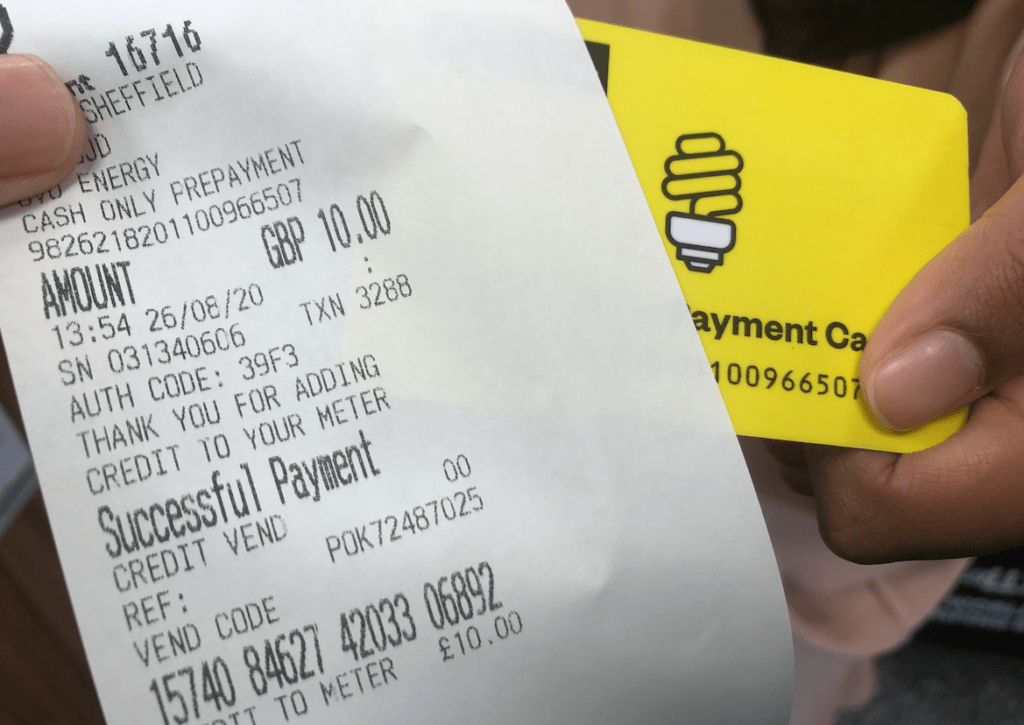 16716
SHEFFIELD
ENERGY
CASH ONLY PREPAYMENT
9826218201100966507
AMOUNT GBP 10.00
:
13:54 26/08/20 TXN 3288
SN 031340606
AUTH CODE: 39F3
THANK YOU FOR ADDING
CREDIT TO YOUR METER
Successful Payment
CREDIT VEND 00
REF: POK72487025
VEND CODE
15740 84627 42033 06892
TO METER £10.00
ayment Ca
100966507